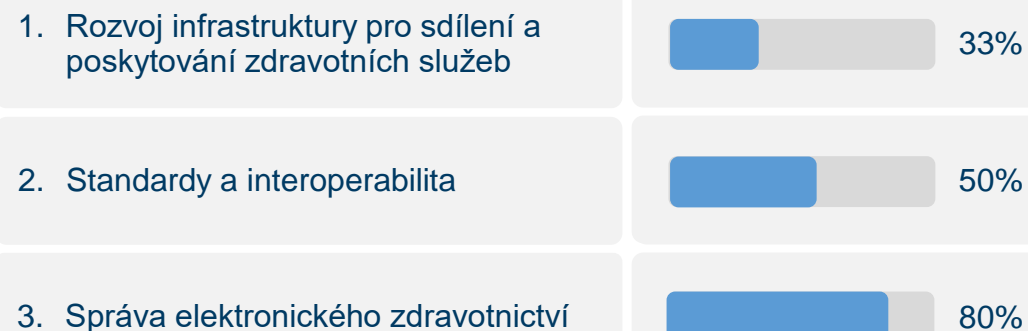 1. Rozvoj infrastruktury pro sdílení a
poskytování zdravotních služeb
33%
2. Standardy a interoperabilita
50%
3. Správa elektronického zdravotnictví
80%